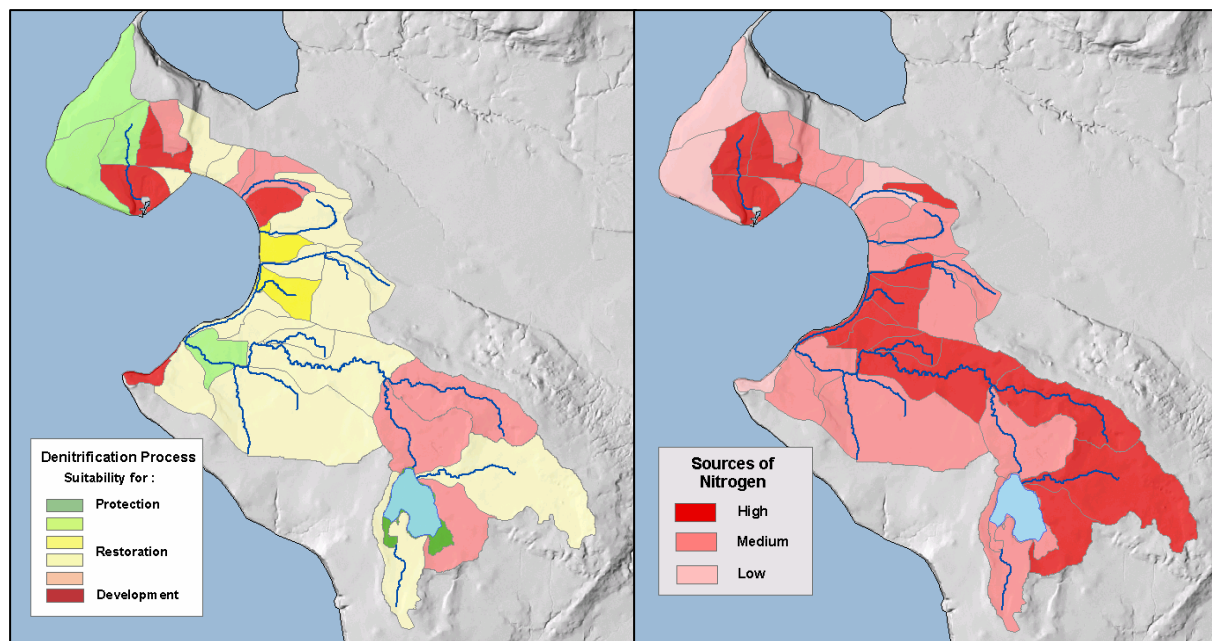 Denitrification Process
Suitability for :
Protection
Restoration
Development
Sources of
Nitrogen
High
Medium
Low